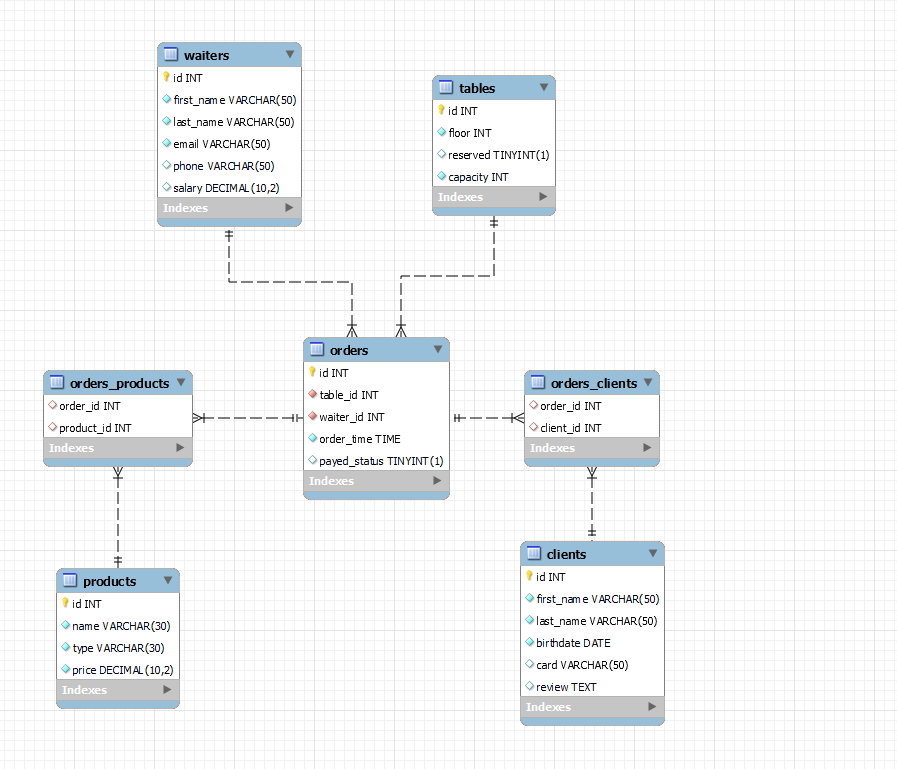 waiters
id INT
first_name VARCHAR(50)
last_name VARCHAR(50)
email VARCHAR(50)
phone VARCHAR(50)
salary DECIMAL(10,2)
Indexes
tables
id INT
floor INT
reserved TINYINT(1)
capacity INT
Indexes
orders
id INT
table_id INT
waiter_id INT
order_time TIME
payed_status TINYINT(1)
Indexes
orders_products
order_id INT
product_id INT
Indexes
orders_clients
order_id INT
client_id INT
Indexes
products
id INT
name VARCHAR(30)
type VARCHAR(30)
price DECIMAL(10,2)
Indexes
clients
id INT
first_name VARCHAR(50)
last_name VARCHAR(50)
birthdate DATE
card VARCHAR(50)
review TEXT
Indexes